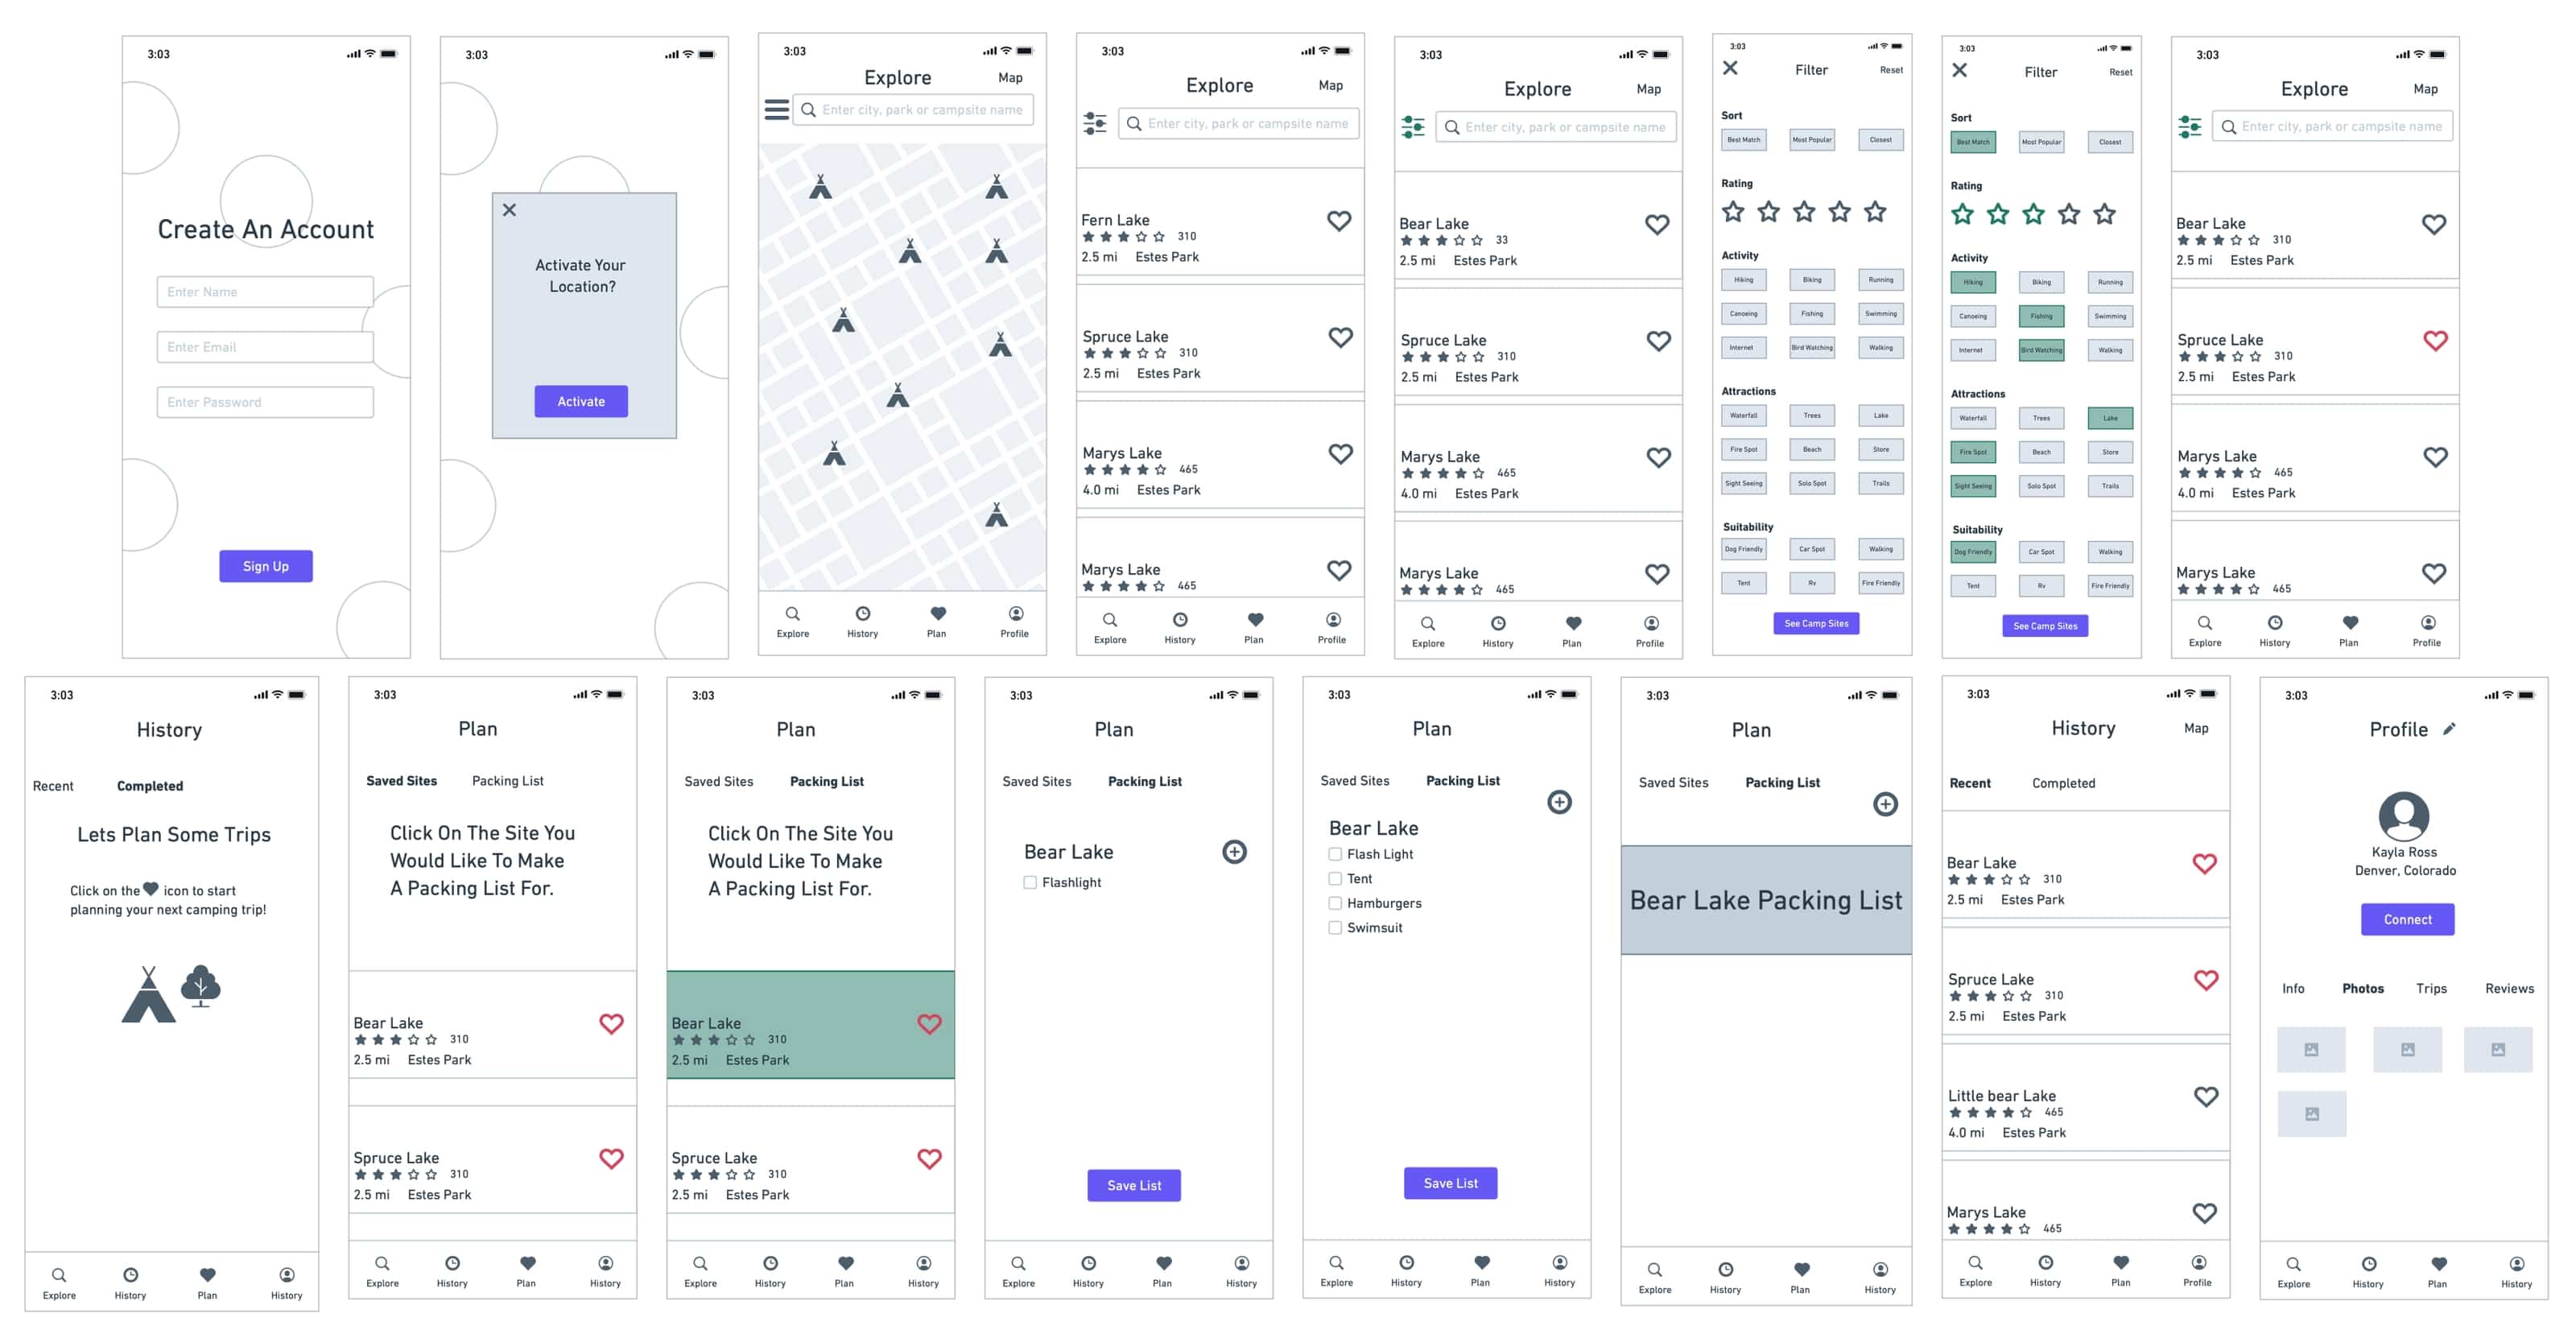 3:03
Create An Account
Enter Name
Enter Email
Enter Password
Sign Up
3:03
Activate Your
Location?
Activate
3:03
Explore Map
Enter city, park or campsite name
Explore History Plan Profile
3:03
Explore Map
Enter city, park or campsite name
Fern Lake
310
2.5 mi Estes Park
Spruce Lake
310
2.5 mi Estes Park
Marys Lake
465
4.0 mi Estes Park
Marys Lake
465
Explore History Plan Profile
3:03
Explore Map
Enter city, park or campsite name
Bear Lake
33
2.5 mi Estes Park
Spruce Lake
310
2.5 mi Estes Park
Marys Lake
465
4.0 mi Estes Park
Marys Lake
465
Explore History Plan Profile
3:03
Filter Reset
Sort
Best Match Most Popular Closest
Rating
Activity
Hiking Biking Running
Canoeing Fishing Swimming
Internet Bird Watching Walking
Attractions
Waterfall Trees Lake
Fire Spot Beach Store
Sight Seeing Solo Spot Trails
Suitability
Dog Friendly Car Spot Walking
Tent Rv Fire Friendly
See Camp Sites
3:03
Filter Reset
Sort
Best Match Most Popular Closest
Rating
Activity
Hiking Biking Running
Canoeing Fishing Swimming
Internet Bird Watching Walking
Attractions
Waterfall Trees Lake
Fire Spot Beach Store
Sight Seeing Solo Spot Trails
Suitability
Dog Friendly Car Spot Walking
Tent Rv Fire Friendly
See Camp Sites
3:03
Explore Map
Enter city, park or campsite name
Bear Lake
310
2.5 mi Estes Park
Spruce Lake
310
2.5 mi Estes Park
Marys Lake
465
4.0 mi Estes Park
Marys Lake
465
Explore History Plan Profile
3:03
History
Recent Completed
Lets Plan Some Trips
Click on the icon to start
planning your next camping trip!
Explore History Plan History
3:03
Plan
Saved Sites Packing List
Click On The Site You
Would Like To Make
A Packing List For.
Bear Lake
310
2.5 mi Estes Park
Spruce Lake
310
2.5 mi Estes Park
Explore History Plan History
3:03
Plan
Saved Sites Packing List
Click On The Site You
Would Like To Make
A Packing List For.
Bear Lake
310
2.5 mi Estes Park
Spruce Lake
310
2.5 mi Estes Park
Explore History Plan History
3:03
Plan
Saved Sites Packing List
Bear Lake
Flashlight
Save List
Explore History Plan History
3:03
Plan
Saved Sites Packing List
Bear Lake
Flash Light
Tent
Hamburgers
Swimsuit
Save List
Explore History Plan History
3:03
Plan
Saved Sites Packing List
Bear Lake Packing List
Explore History Plan History
3:03
History Map
Recent Completed
Bear Lake
310
2.5 mi Estes Park
Spruce Lake
310
2.5 mi Estes Park
Little bear Lake
465
4.0 mi Estes Park
Marys Lake
465
Explore History Plan Profile
3:03
Profile
Kayla Ross
Denver, Colorado
Connect
Info Photos Trips Reviews
Explore History Plan History